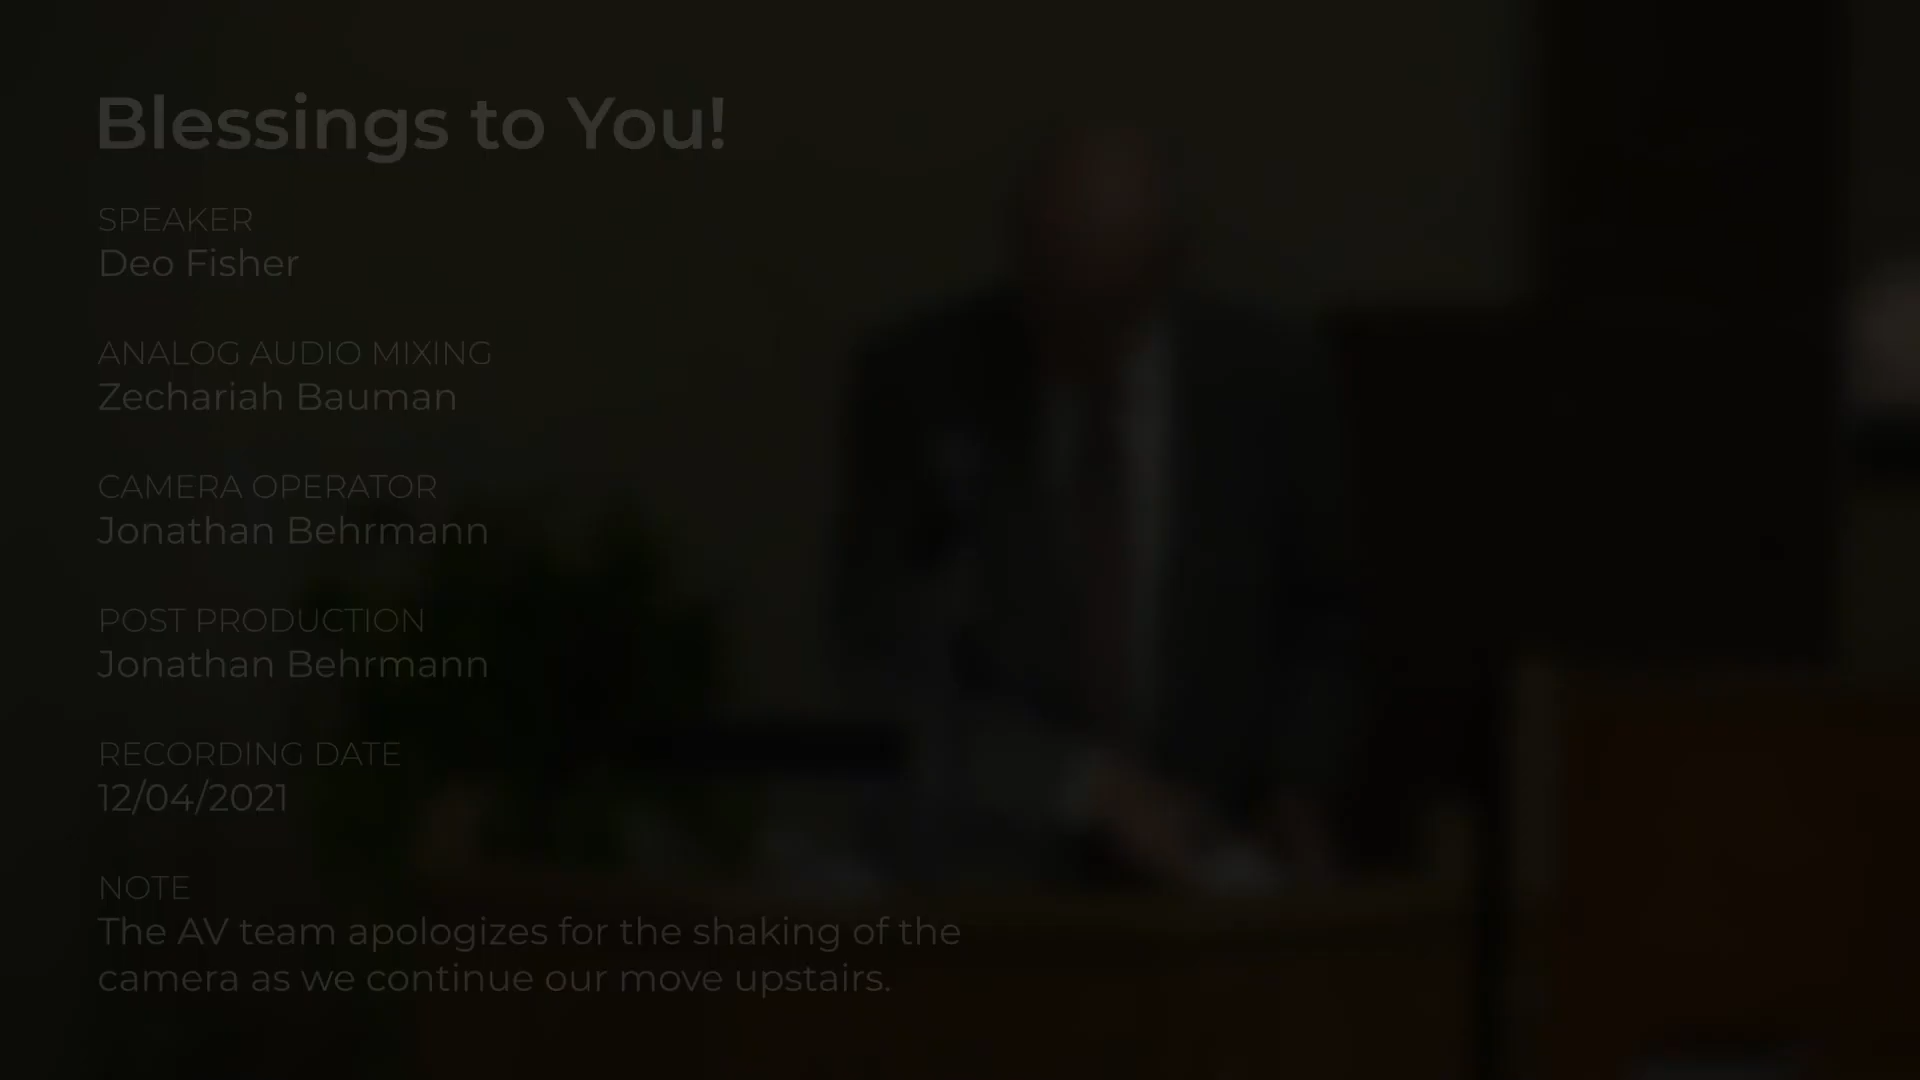 Blessings to You!
SPEAKER
Deo Fisher
ANALOG AUDIO MIXING
Zechariah Bauman
CAMERA OPERATOR
Jonathan Behrmann
POST PRODUCTION
Jonathan Behrmann
RECORDING DATE
12/04/2021
NOTE
The AV team apologizes for the shaking of the
camera as we continue our move upstairs.